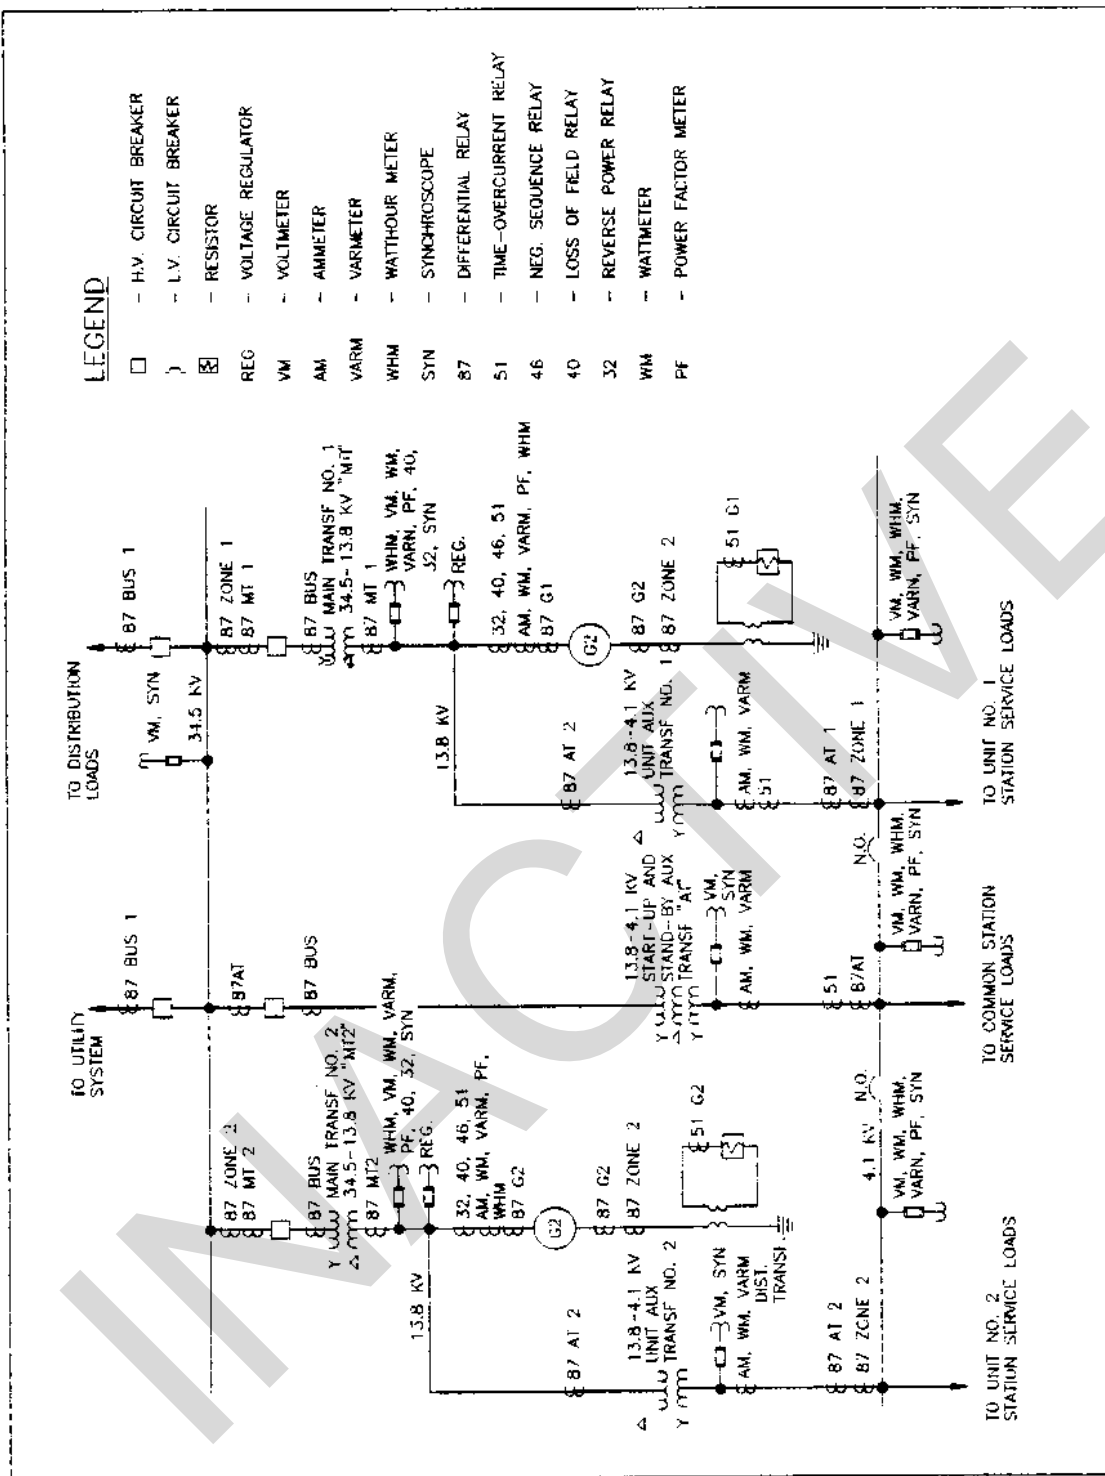 LEGEND
□ - H.V. CIRCUIT BREAKER
) - L.V. CIRCUIT BREAKER
- RESISTOR
REG - VOLTAGE REGULATOR
VM - VOLTMETER
AM - AMMETER
VARM - VARMETER
WHM - WATTHOUR METER
SYN - SYNCHROSCOPE
87 - DIFFERENTIAL RELAY
51 - TIME-OVERCURRENT RELAY
46 - NEG. SEQUENCE RELAY
40 - LOSS OF FIELD RELAY
32 - REVERSE POWER RELAY
WM - WATTMETER
PF - POWER FACTOR METER
TO UTILITY
SYSTEM
87 BUS 1
87AT
87 BUS
TO DISTRIBUTION
LOADS
87 BUS 1
VM, SYN
34.5 KV
87 ZONE 2
87 MT 2
87 BUS
Y
MAIN TRANSF NO. 2
△
34.5-13.8 KV "MT2"
87 MT2
WHM, VM, WM, VARM,
PF, 40, 32, SYN
REG.
13.8 KV
32, 40, 46, 51
AM, WM, VARM, PF,
WHM
87 G2
G2
87 G2
87 ZONE 2
51 G2
87 AT 2
13.8-4.1 KV
UNIT AUX
TRANSF NO. 2
△
Y
VM, SYN
AM, WM, VARM
DIST.
TRANSF.
87 AT 2
87 ZONE 2
TO UNIT NO. 2
STATION SERVICE LOADS
4.1 KV
N.O.
VM, WM, WHM,
VARN, PF, SYN
13.8-4.1 KV
START-UP AND
STAND-BY AUX
TRANSF "AT"
Y
△
Y
VM,
SYN
AM, WM, VARM
51
87AT
TO COMMON STATION
SERVICE LOADS
VM, WM, WHM,
VARN, PF, SYN
N.O.
87 ZONE 1
87 MT 1
87 BUS
Y
MAIN TRANSF NO. 1
△
34.5-13.8 KV "MT"
87 MT 1
WHM, VM, WM,
VARN, PF, 40,
32, SYN
REG.
13.8 KV
32, 40, 46, 51
AM, WM, VARM, PF, WHM
87 G1
G2
87 G2
87 ZONE 2
51 G1
87 AT 2
13.8-4.1 KV
UNIT AUX
TRANSF NO. 1
△
Y
AM, WM, VARM
51
87 AT 1
87 ZONE 1
TO UNIT NO. 1
STATION SERVICE LOADS
VM, WM, WHM,
VARN, PF, SYN
INACTIVE